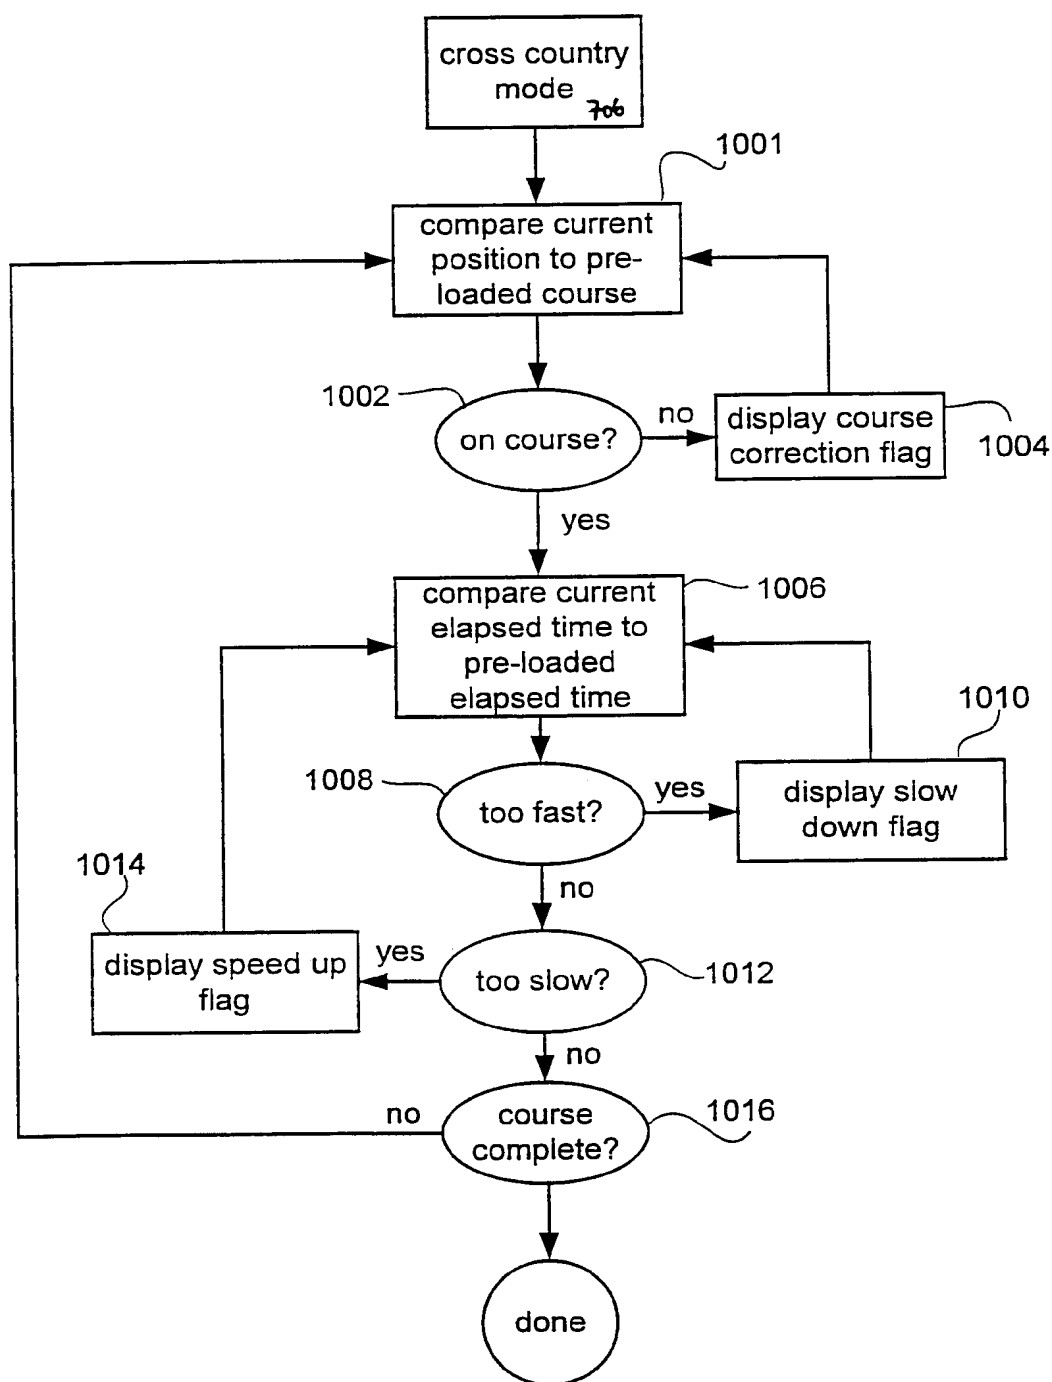 cross country
mode
706
1001
compare current
position to pre-
loaded course
1002
on course?
no
display course
correction flag
1004
yes
compare current
elapsed time to
pre-loaded
elapsed time
1006
1008
too fast?
yes
display slow
down flag
1010
no
1014
display speed up
flag
yes
too slow?
1012
no
no
course
complete?
1016
done